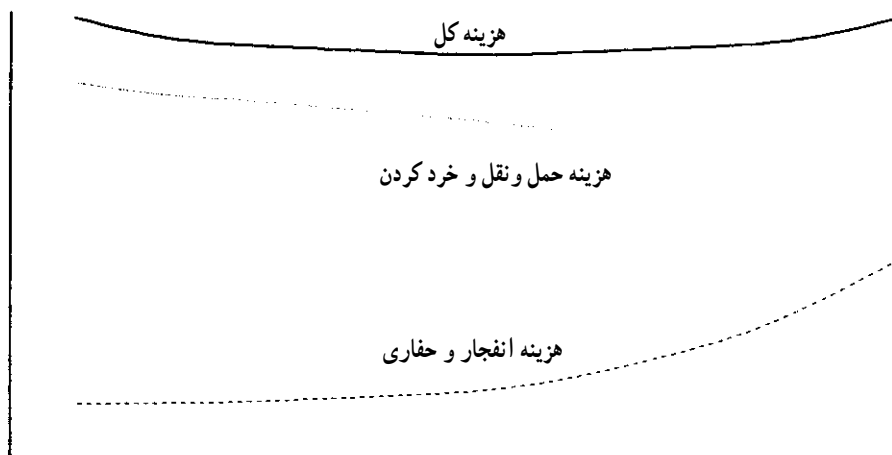 هزینه کل
هزینه حمل ونقل و خرد کردن
هزینه انفجار و حفاری